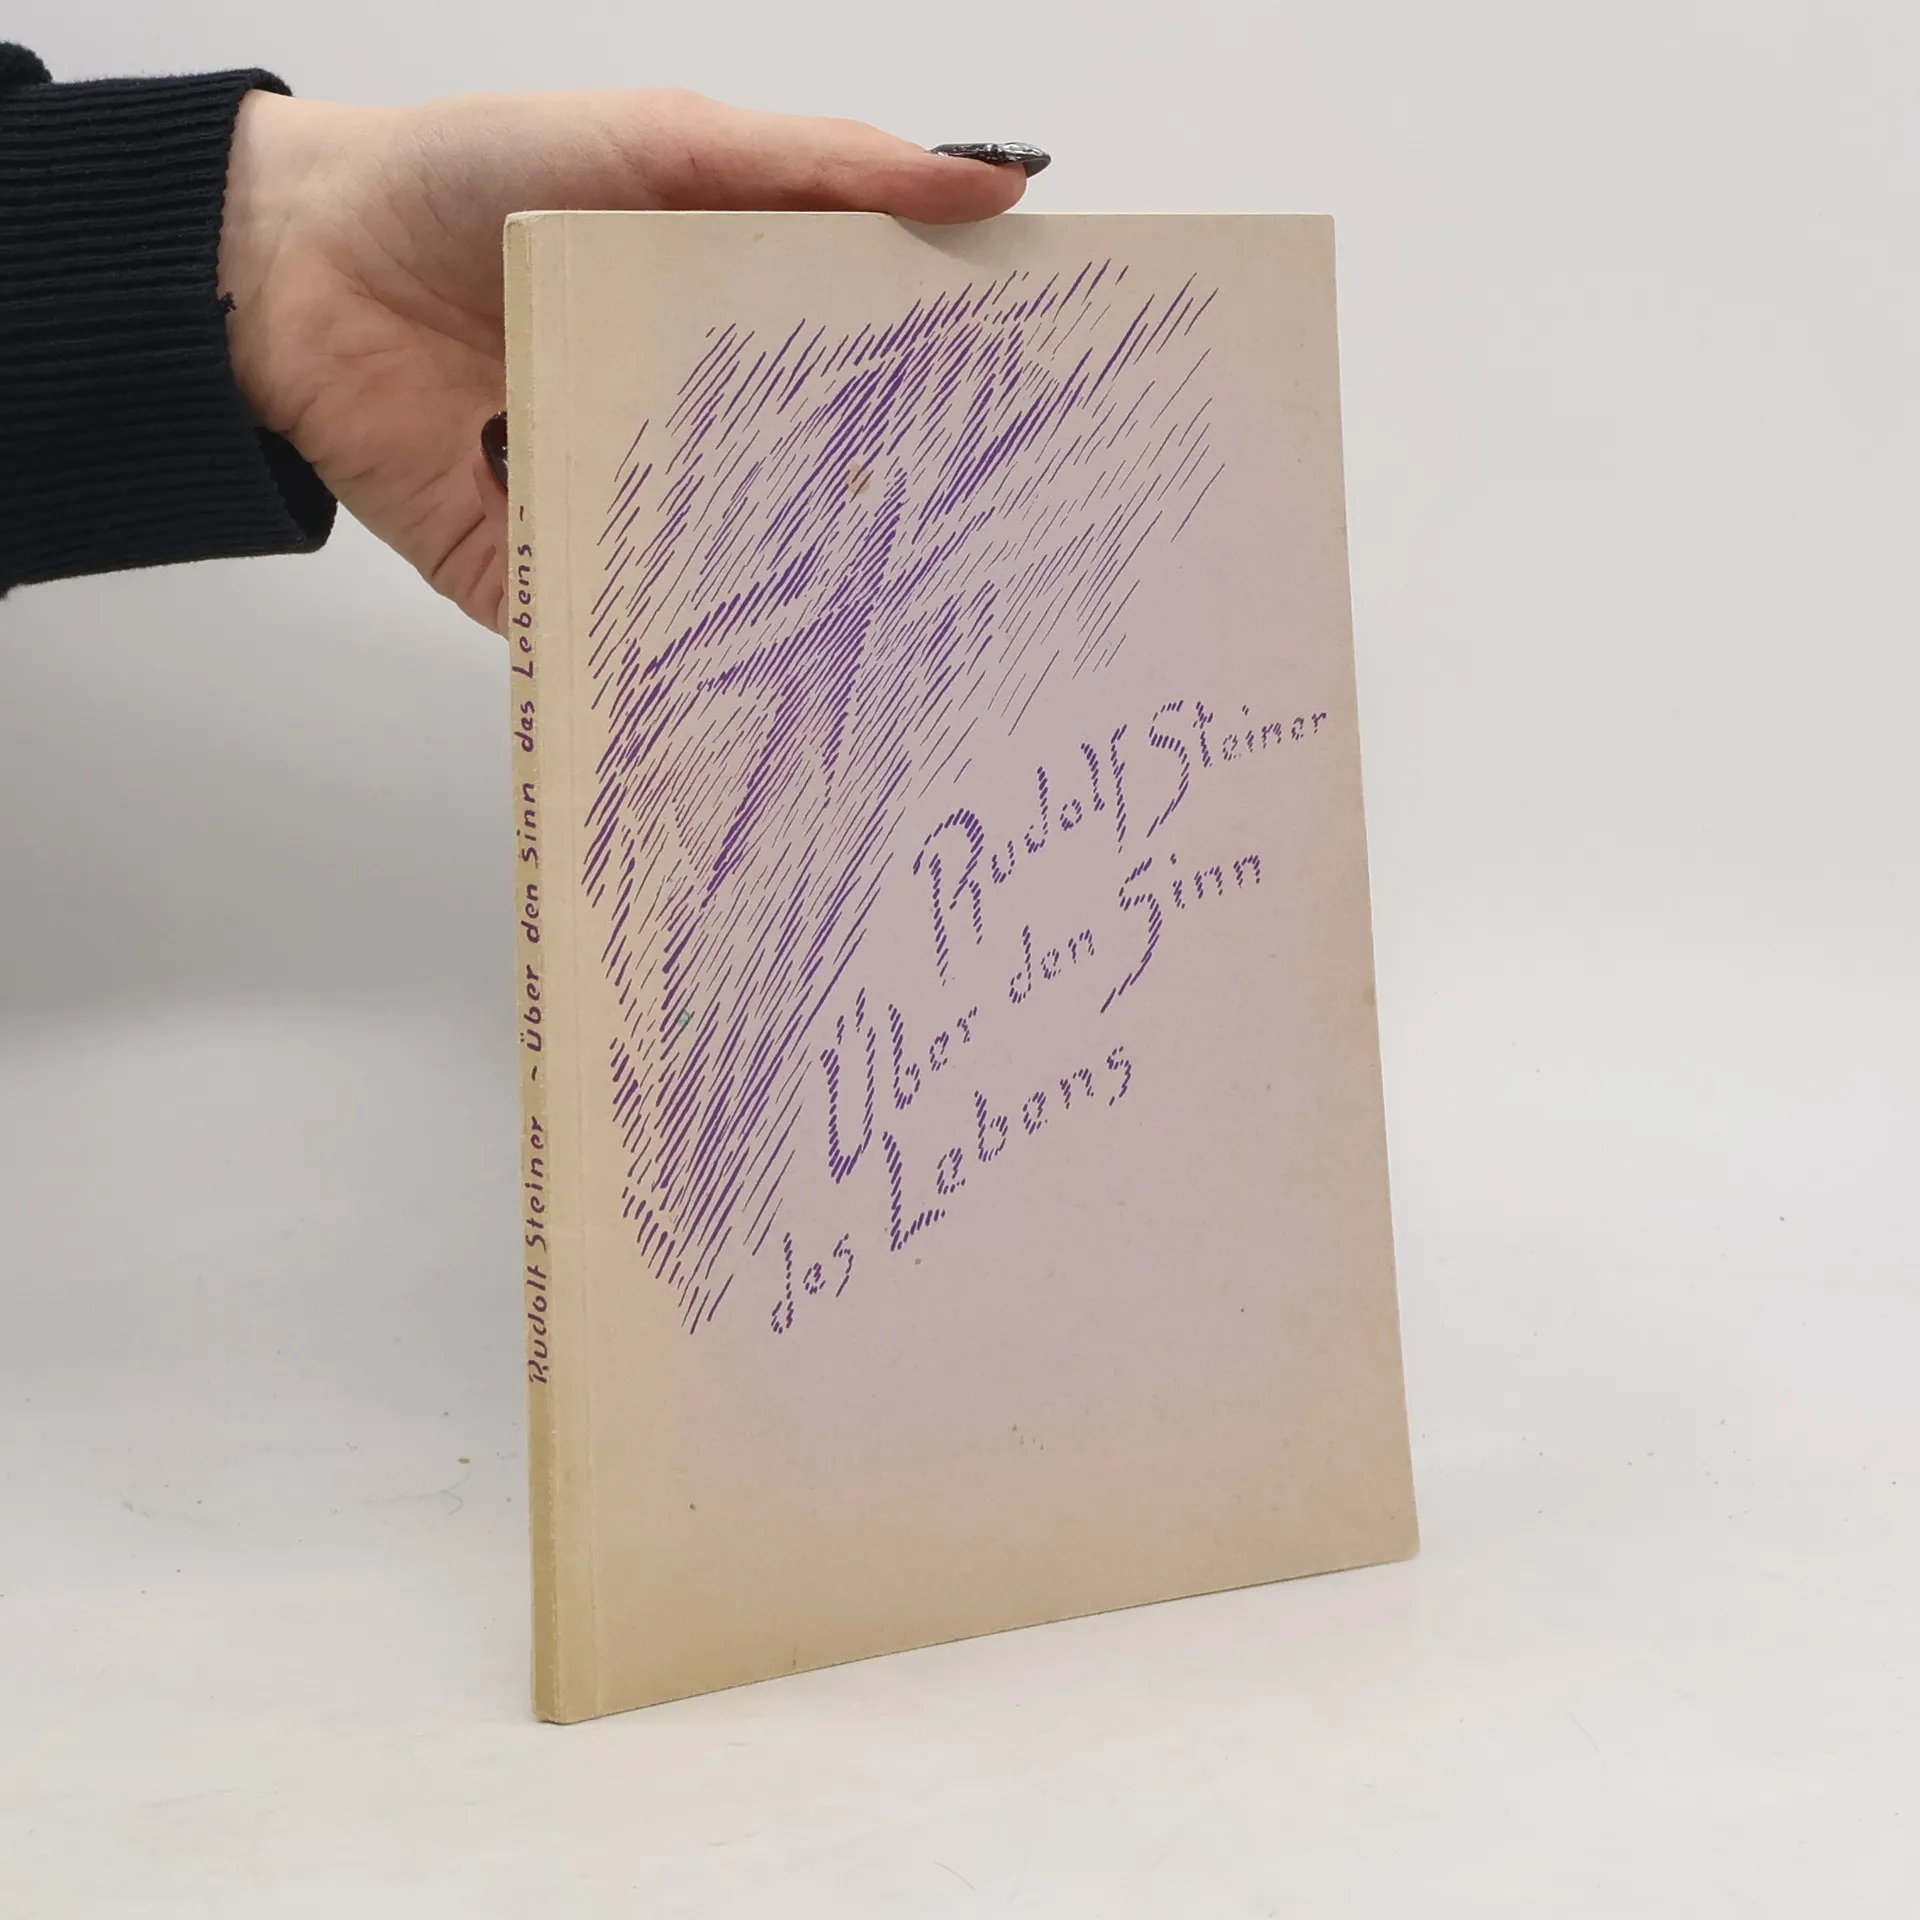 Rudolf Steiner - Über den Sinn des Lebens -
Rudolf Steiner
Über den Sinn
des Lebens